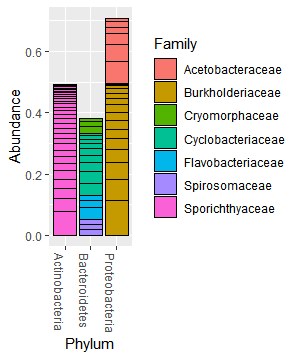 Abundance
0.6
0.4
0.2
0.0
Actinobacteria
Bacteroidetes
Proteobacteria
Phylum
Family
Acetobacteraceae
Burkholderiaceae
Cryomorphaceae
Cyclobacteriaceae
Flavobacteriaceae
Spirosomaceae
Sporichthyaceae